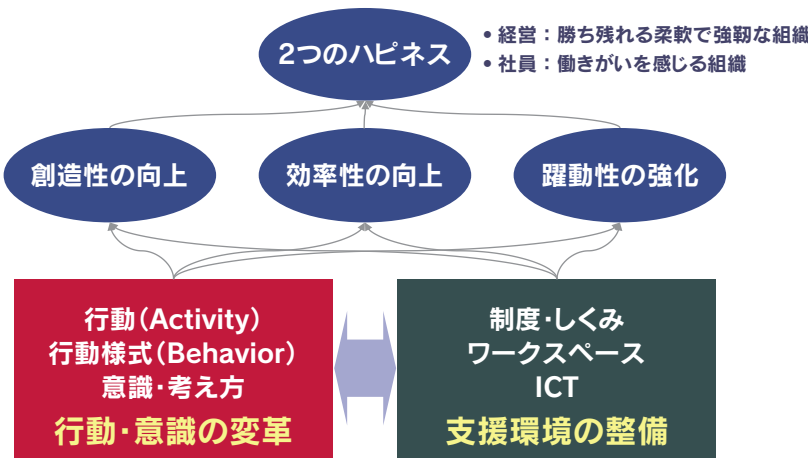 2つのハピネス
• 経営：勝ち残れる柔軟で強靭な組織
• 社員：働きがいを感じる組織
創造性の向上
効率性の向上
躍動性の強化
行動（Activity）
行動様式（Behavior）
意識・考え方
行動・意識の変革
制度・しくみ
ワークスペース
ICT
支援環境の整備